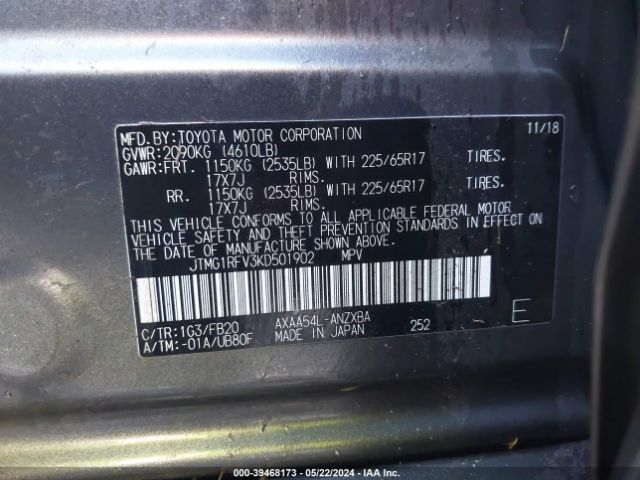 MFD.BY:TOYOTA MOTOR CORPORATION 11/18
GVWR:2090KG (4610LB)
GAWR:FRT. 1150KG (2535LB) WITH 225/65R17 TIRES.
17X7J RIMS.
RR. 1150KG (2535LB) WITH 225/65R17 TIRES.
17X7J RIMS.
THIS VEHICLE CONFORMS TO ALL APPLICABLE FEDERAL MOTOR
VEHICLE SAFETY AND THEFT PREVENTION STANDARDS IN EFFECT ON
THE DATE OF MANUFACTURE SHOWN ABOVE.
JTMG1RFV3KD501902 MPV
C/TR:1G3/FB20 AXAA54L-ANZXBA 252 E
A/TM:-01A/UB80F MADE IN JAPAN
000-39468173 - 05/22/2024 - IAA Inc.